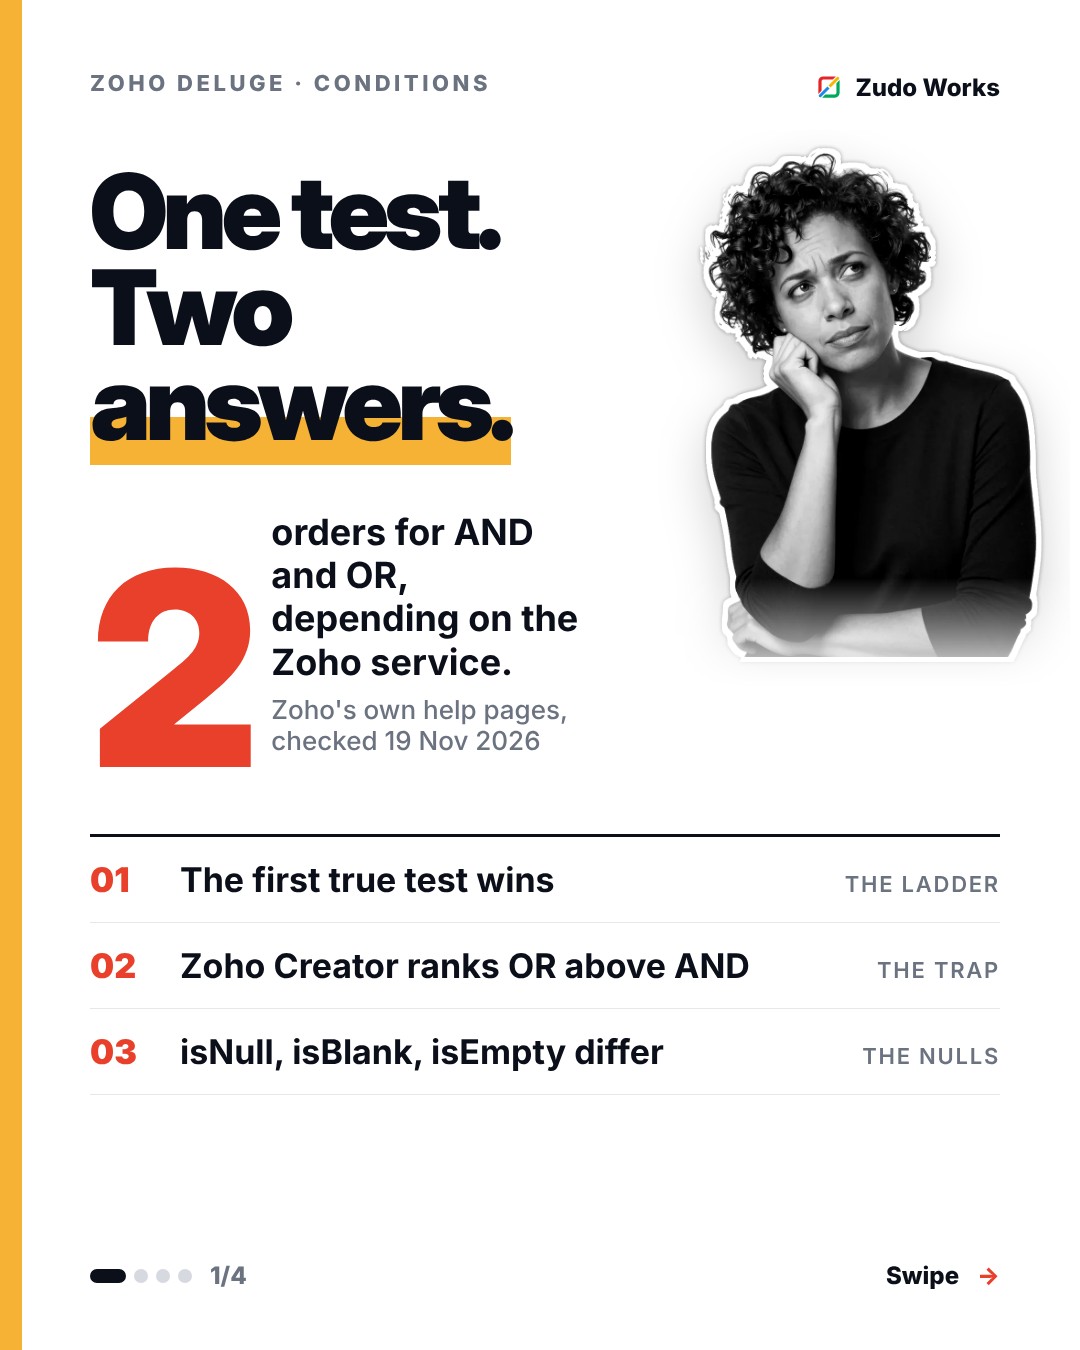 ZOHO DELUGE · CONDITIONS
Zudo Works
One test.
Two
answers.
2
orders for AND
and OR,
depending on the
Zoho service.
Zoho's own help pages,
checked 19 Nov 2026
01 The first true test wins THE LADDER
02 Zoho Creator ranks OR above AND THE TRAP
03 isNull, isBlank, isEmpty differ THE NULLS
1/4
Swipe →